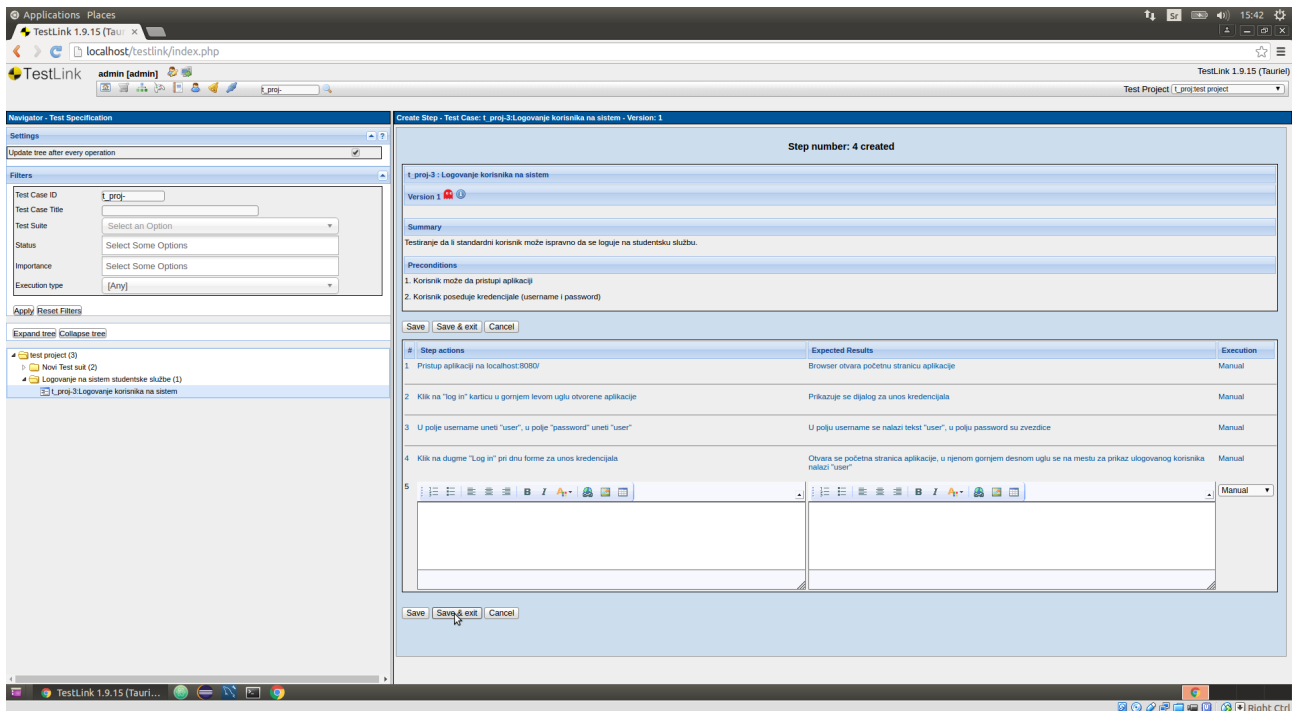 Applications Places
Sr 15:42
TestLink 1.9.15 (Tau
localhost/testlink/index.php
TestLink admin [admin]
TestLink 1.9.15 (Tauriel)
t_proj-
Test Project t_proj:test project
Navigator - Test Specification
Settings
Update tree after every operation
Filters
Test Case ID t_proj-
Test Case Title
Test Suite Select an Option
Status Select Some Options
Importance Select Some Options
Execution type [Any]
Apply Reset Filters
Expand tree Collapse tree
test project (3)
Novi Test suit (2)
Logovanje na sistem studentske službe (1)
t_proj-3:Logovanje korisnika na sistem
Create Step - Test Case: t_proj-3:Logovanje korisnika na sistem - Version: 1
Step number: 4 created
t_proj-3 : Logovanje korisnika na sistem
Version 1
Summary
Testiranje da li standardni korisnik može ispravno da se loguje na studentsku službu.
Preconditions
1. Korisnik može da pristupi aplikaciji
2. Korisnik poseduje kredencijale (username i password)
Save Save & exit Cancel
# Step actions Expected Results Execution
1 Pristup aplikaciji na localhost:8080/ Browser otvara početnu stranicu aplikacije Manual
2 Klik na "log in" karticu u gornjem levom uglu otvorene aplikacije Prikazuje se dijalog za unos kredencijala Manual
3 U polje username uneti "user", u polje "password" uneti "user" U polju username se nalazi tekst "user", u polju password su zvezdice Manual
4 Klik na dugme "Log in" pri dnu forme za unos kredencijala Otvara se početna stranica aplikacije, u njenom gornjem desnom uglu se na mestu za prikaz ulogovanog korisnika Manual
nalazi "user"
5 B I B I Manual
Save Save & exit Cancel
TestLink 1.9.15 (Tauri...
Right Ctrl